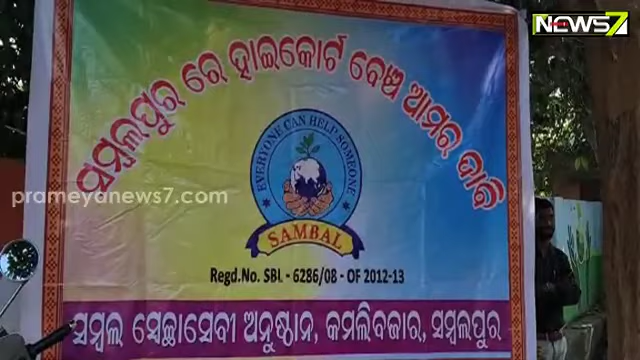 NEWS7
ସମ୍ବଲପୁର ରେ ହାଇକୋର୍ଟ ବେଞ୍ଚ ଆମର ଦାବି
prameyanews7.com
EVERYONE CAN HELP SOMEONE
SAMBAL
Regd.No. SBL - 6286/08 - OF 2012-13
ସମ୍ବଲ ସ୍ବେଚ୍ଛାସେବୀ ଅନୁଷ୍ଠାନ, କମଲିବଜାର, ସମ୍ବଲପୁର